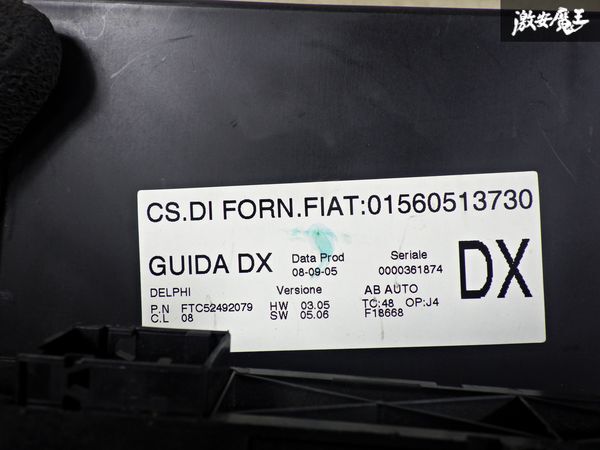 激安魔王
CS.DI FORN.FIAT:01560513730
GUIDA DX
Data Prod
08-09-05
Seriale
0000361874
DX
DELPHI
Versione
AB AUTO
P.N FTC52492079
HW 03.05
TC:48 OP:J4
C.L 08
SW 05.06
F18668